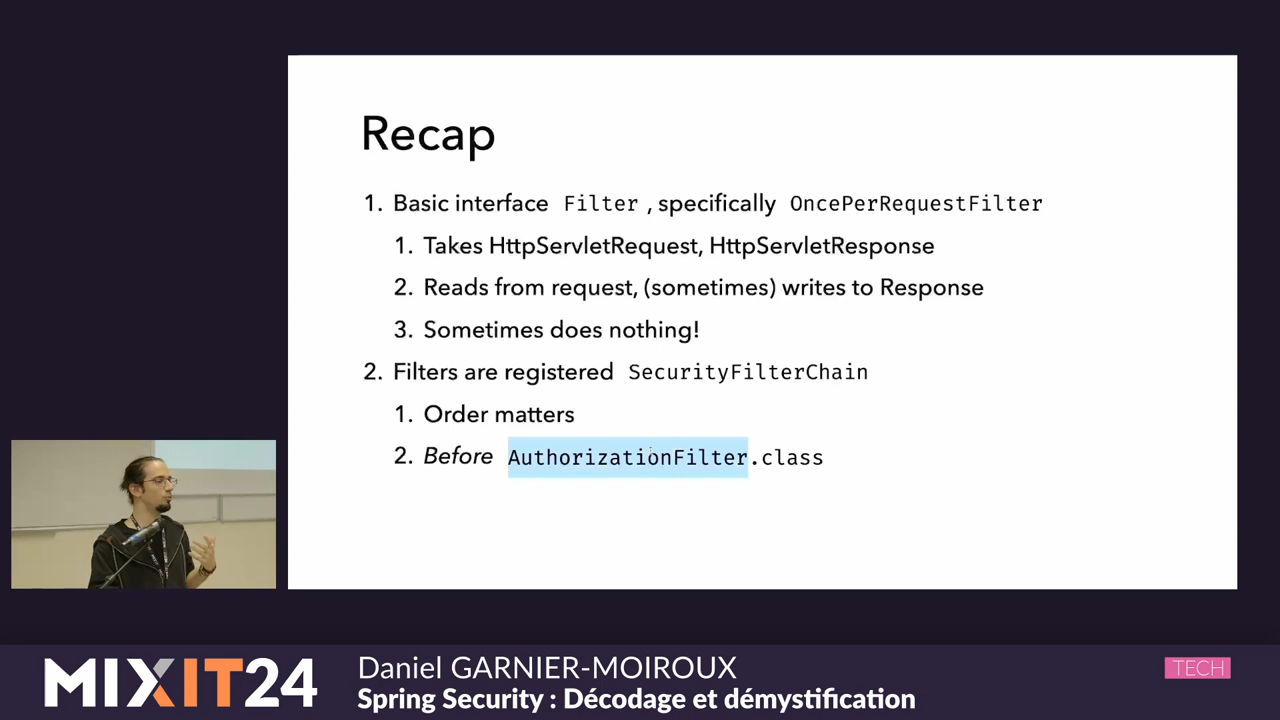 Recap
1. Basic interface Filter , specifically OncePerRequestFilter
1. Takes HttpServletRequest, HttpServletResponse
2. Reads from request, (sometimes) writes to Response
3. Sometimes does nothing!
2. Filters are registered SecurityFilterChain
1. Order matters
2. Before AuthorizationFilter.class
MIXIT24
Daniel GARNIER-MOIROUX
Spring Security : Décodage et démystification
TECH